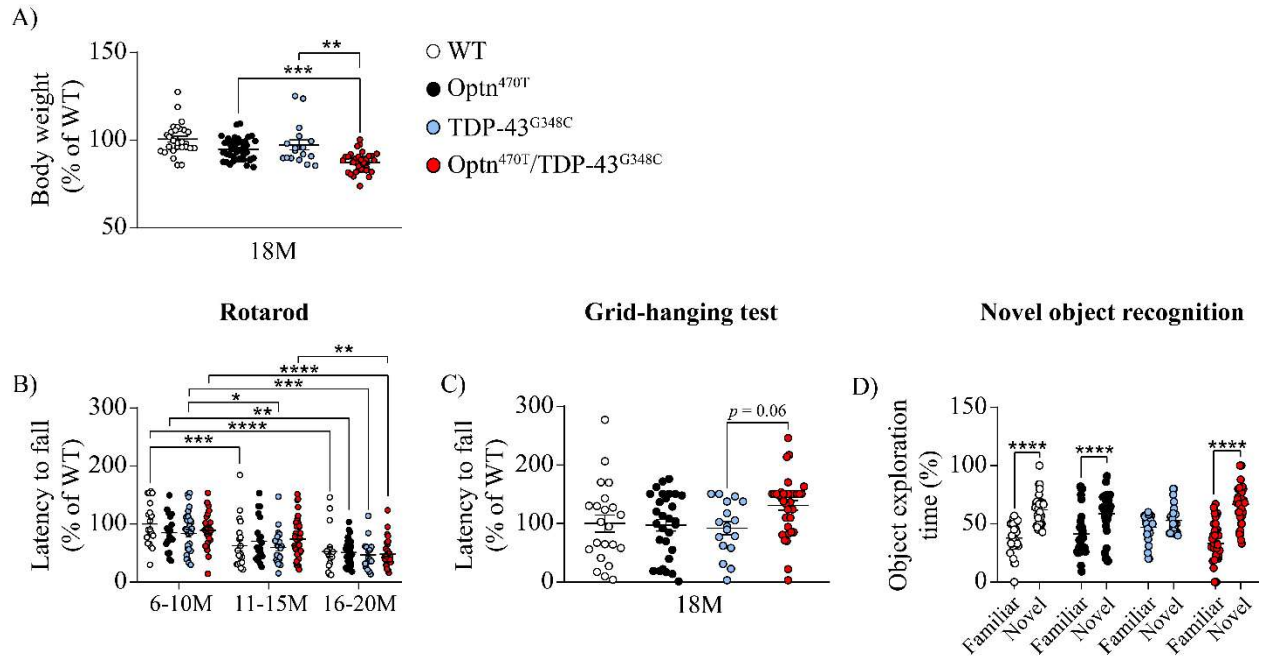 A)
Body weight
(% of WT)
150
100
50
**
***
18M
WT
Optn470T
TDP-43G348C
Optn470T/TDP-43G348C
Rotarod
B)
Latency to fall
(% of WT)
300
200
100
0
**
****
***
*
**
****
***
6-10M 11-15M 16-20M
Grid-hanging test
C)
Latency to fall
(% of WT)
300
200
100
0
p = 0.06
18M
Novel object recognition
D)
Object exploration
time (%)
150
100
50
0
**** **** ****
Familiar Novel Familiar Novel Familiar Novel Familiar Novel